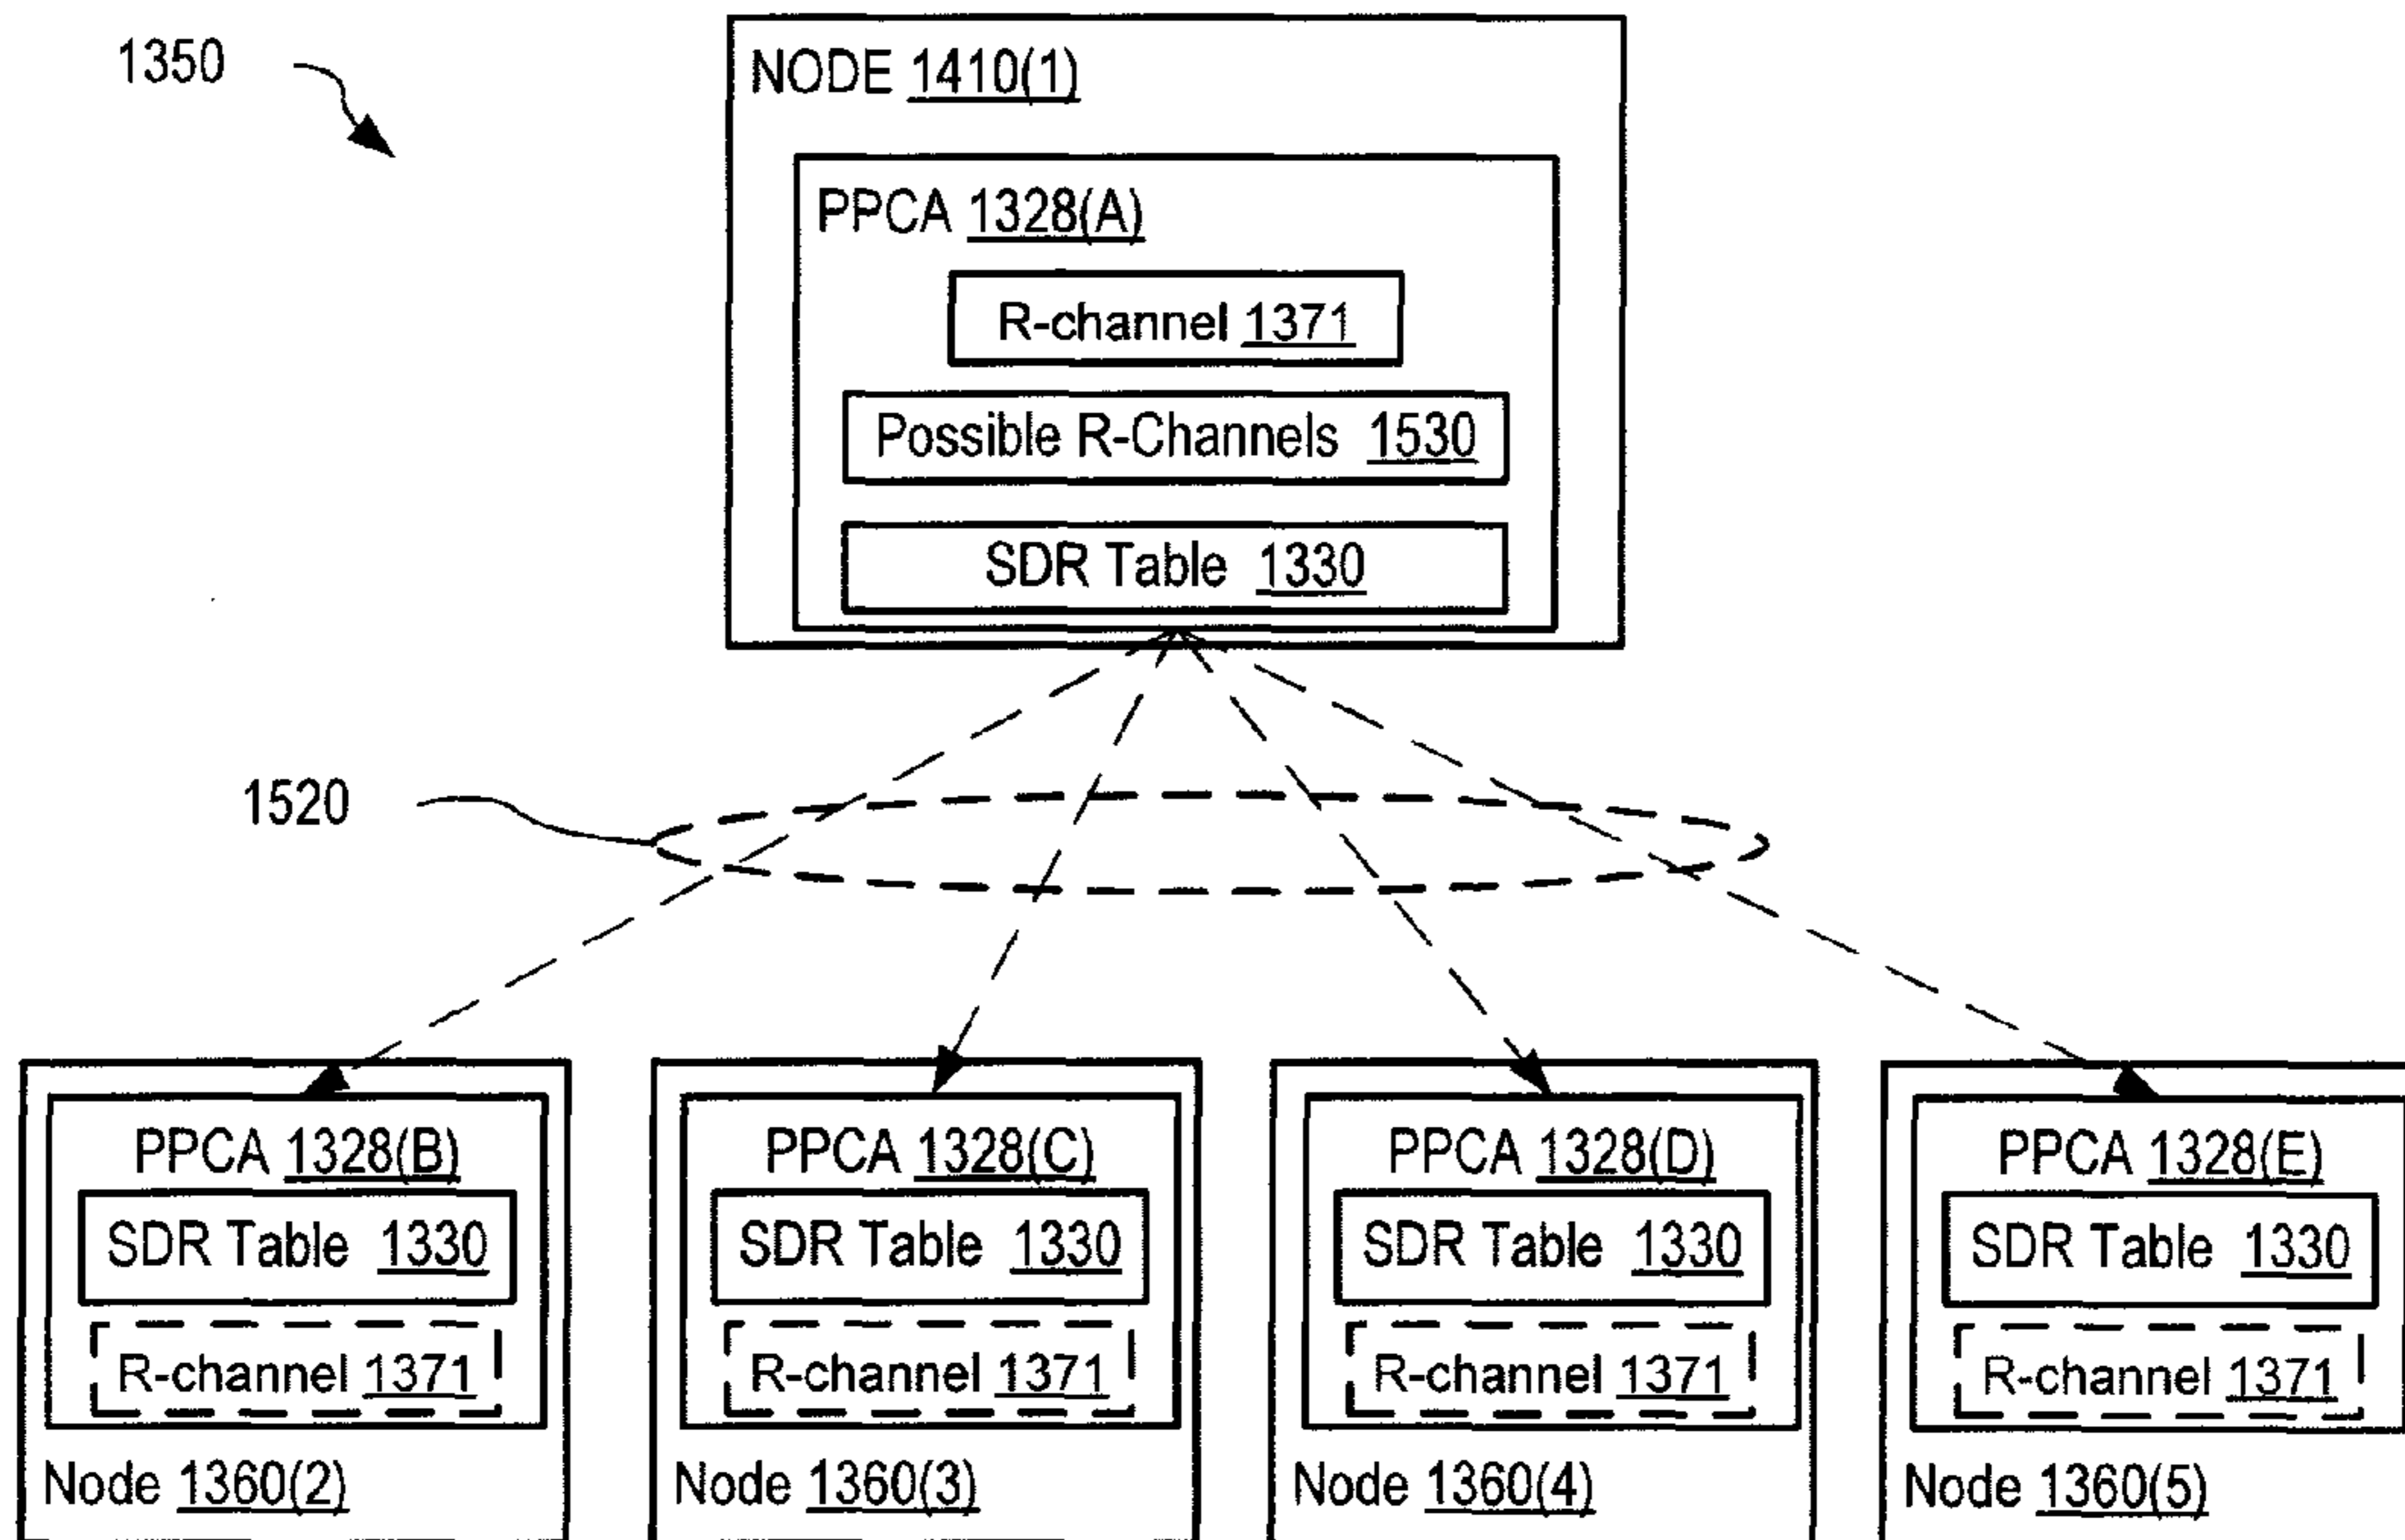 1350
NODE 1410(1)
PPCA 1328(A)
R-channel 1371
Possible R-Channels 1530
SDR Table 1330
1520
PPCA 1328(B)
SDR Table 1330
R-channel 1371
Node 1360(2)
PPCA 1328(C)
SDR Table 1330
R-channel 1371
Node 1360(3)
PPCA 1328(D)
SDR Table 1330
R-channel 1371
Node 1360(4)
PPCA 1328(E)
SDR Table 1330
R-channel 1371
Node 1360(5)